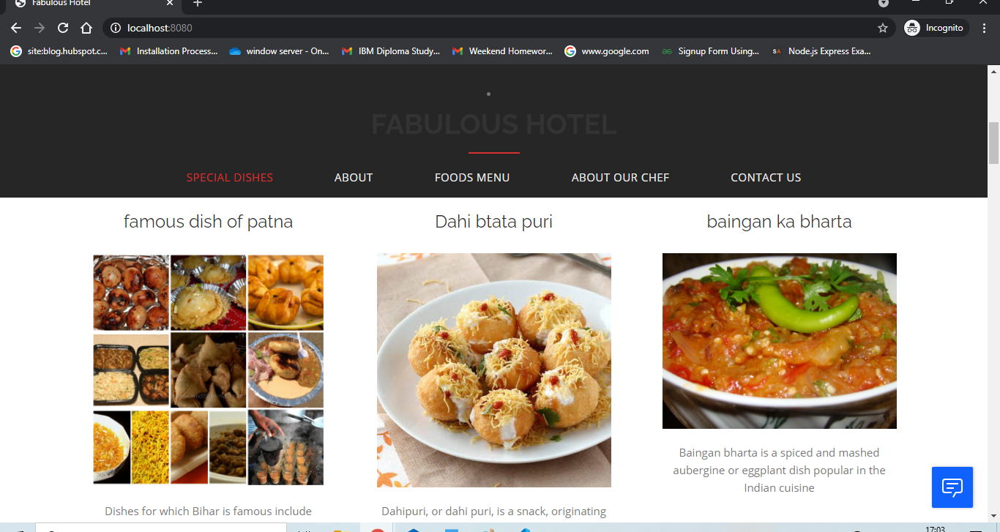 Fabulous Hotel
localhost:8080
Incognito
site:blog.hubspot.c...
Installation Process...
window server - On...
IBM Diploma Study...
Weekend Homewor...
www.google.com
Signup Form Using...
SA
Node.js Express Exa...
FABULOUS HOTEL
SPECIAL DISHES
ABOUT
FOODS MENU
ABOUT OUR CHEF
CONTACT US
famous dish of patna
Dahi btata puri
baingan ka bharta
Baingan bharta is a spiced and mashed
aubergine or eggplant dish popular in the
Indian cuisine
Dishes for which Bihar is famous include
Dahipuri, or dahi puri, is a snack, originating
17:03